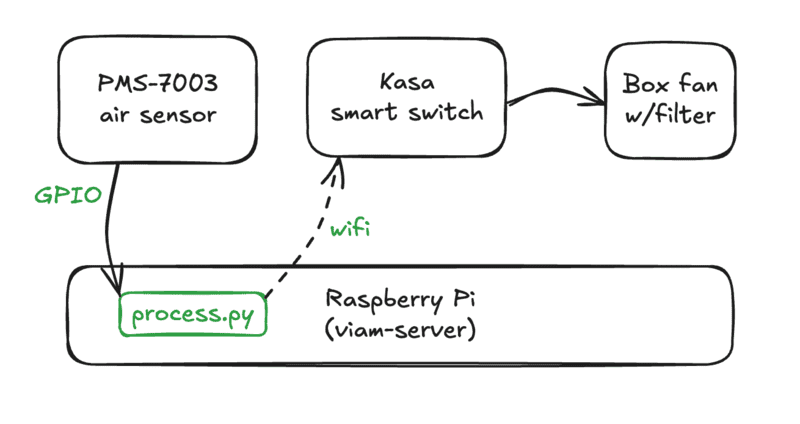 PMS-7003
air sensor
Kasa
smart switch
Box fan
w/filter
GPIO
wifi
process.py
Raspberry Pi
(viam-server)